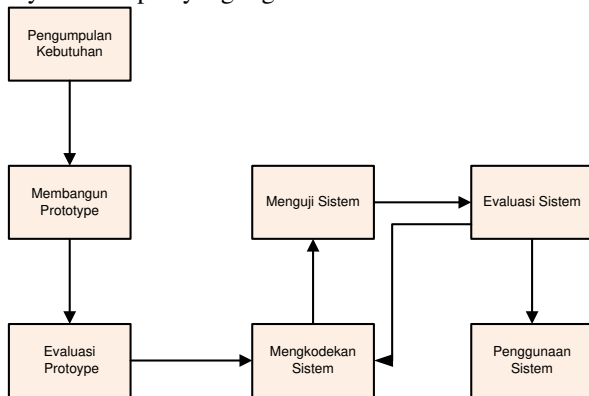 Pengumpulan
Kebutuhan
Membangun
Prototype
Menguji Sistem
Evaluasi Sistem
Evaluasi
Protoype
Mengkodekan
Sistem
Penggunaan
Sistem